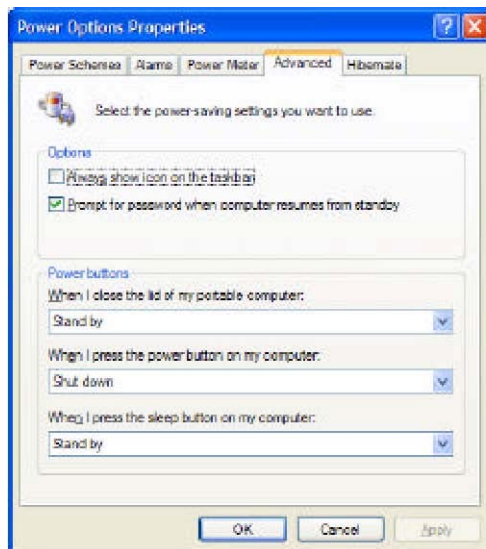 Power Options Properties
Power Schemes Alarms Power Meter Advanced Hibernate
Select the power-saving settings you want to use.
Options
Always show icon on the taskbar
Prompt for password when computer resumes from standby
Power buttons
When I close the lid of my portable computer:
Stand by
When I press the power button on my computer:
Shut down
When I press the sleep button on my computer:
Stand by
OK Cancel Apply